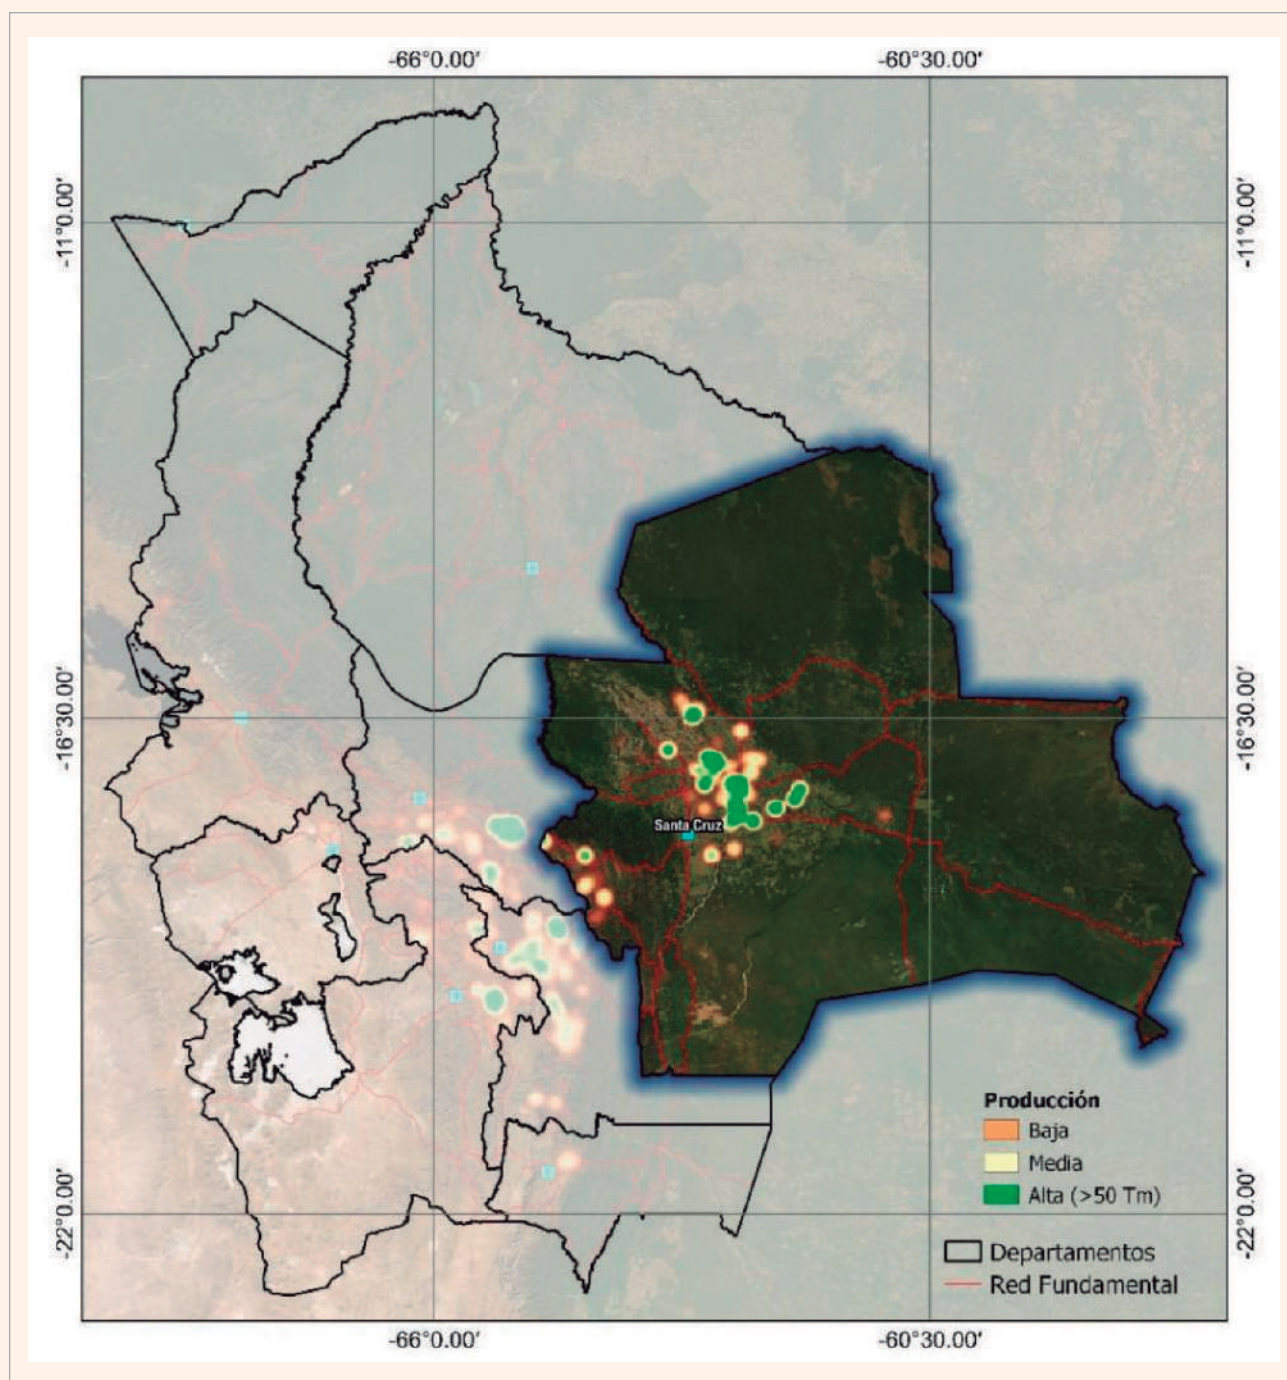 -66°0.00′
-60°30.00′
-11°0.00′
-11°0.00′
-16°30.00′
-16°30.00′
Santa Cruz
Producción
Baja
Media
Alta (>50 Tm)
-22°0.00′
-22°0.00′
Departamentos
Red Fundamental
-66°0.00′
-60°30.00′